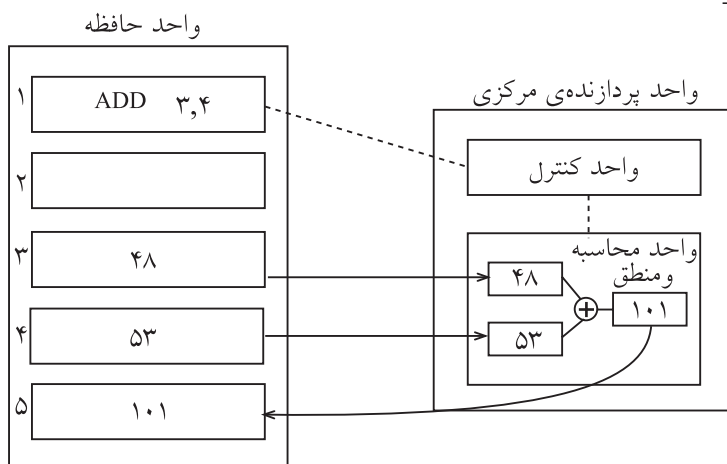 واحد حافظه
۱
ADD ۳,۴
۲
۳
۴۸
۴
۵۳
۵
۱۰۱
واحد پردازنده‌ی مرکزی
واحد کنترل
واحد محاسبه
ومنطق
۴۸
۵۳
+
۱۰۱